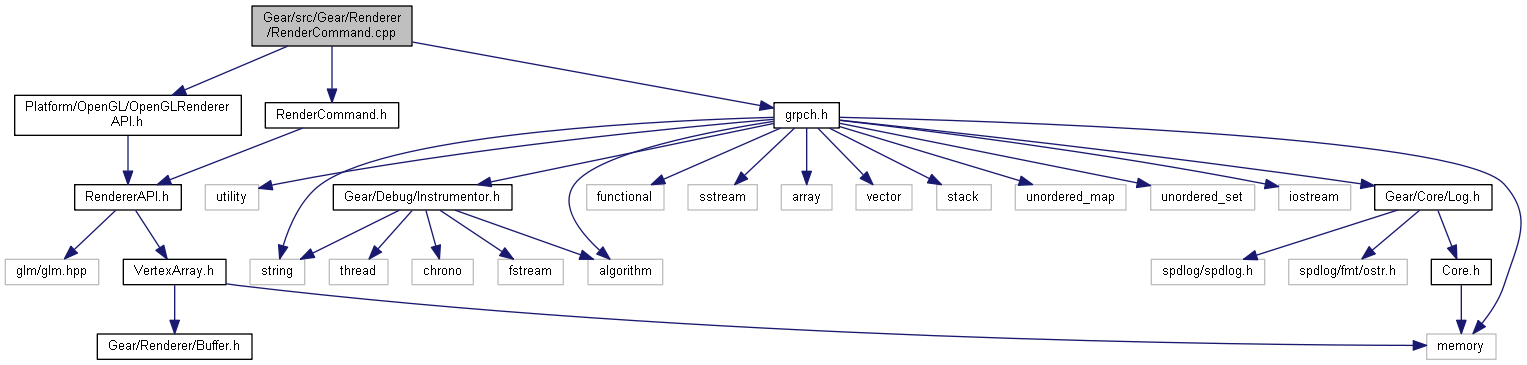 Gear/src/Gear/Renderer
/RenderCommand.cpp
Platform/OpenGL/OpenGLRenderer
API.h
RenderCommand.h
grpch.h
RendererAPI.h
utility
Gear/Debug/Instrumentor.h
functional
sstream
array
vector
stack
unordered_map
unordered_set
iostream
Gear/Core/Log.h
glm/glm.hpp
VertexArray.h
string
thread
chrono
fstream
algorithm
spdlog/spdlog.h
spdlog/fmt/ostr.h
Core.h
Gear/Renderer/Buffer.h
memory